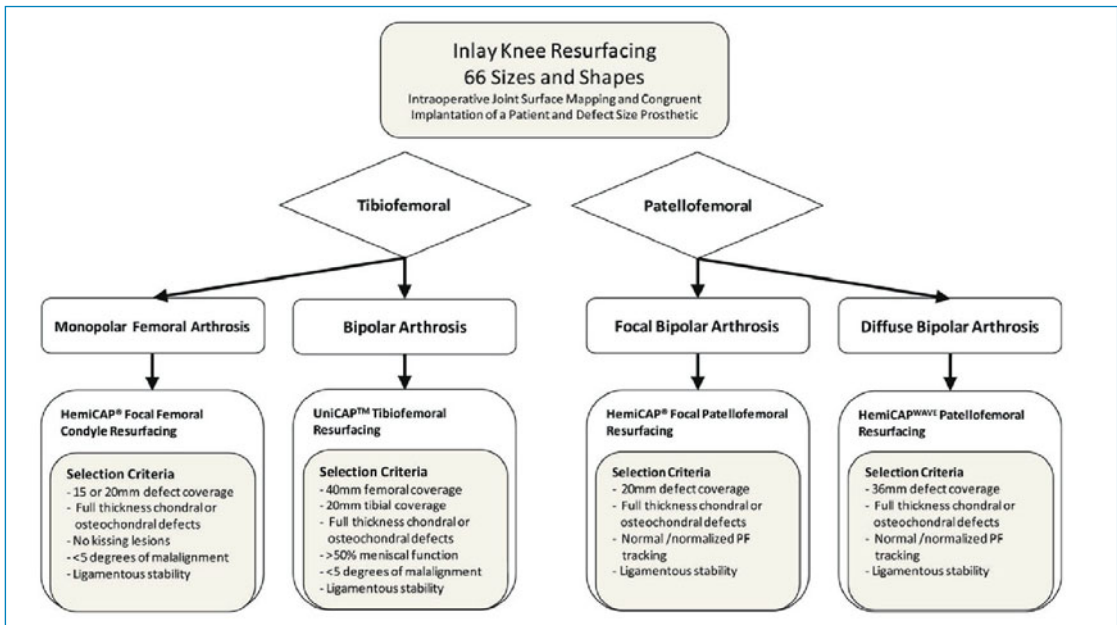 Inlay Knee Resurfacing
66 Sizes and Shapes
Intraoperative Joint Surface Mapping and Congruent
Implantation of a Patient and Defect Size Prosthetic
Tibiofemoral
Patellofemoral
Monopolar Femoral Arthrosis
Bipolar Arthrosis
Focal Bipolar Arthrosis
Diffuse Bipolar Arthrosis
HemiCAP® Focal Femoral
Condyle Resurfacing
Selection Criteria
- 15 or 20mm defect coverage
- Full thickness chondral or
osteochondral defects
- No kissing lesions
- <5 degrees of malalignment
- Ligamentous stability
UniCAP™ Tibiofemoral
Resurfacing
Selection Criteria
- 40mm femoral coverage
- 20mm tibial coverage
- Full thickness chondral or
osteochondral defects
- >50% meniscal function
- <5 degrees of malalignment
- Ligamentous stability
HemiCAP® Focal Patellofemoral
Resurfacing
Selection Criteria
- 20mm defect coverage
- Full thickness chondral or
osteochondral defects
- Normal /normalized PF
tracking
- Ligamentous stability
HemiCAPᵂᴬⱽᴱ Patellofemoral
Resurfacing
Selection Criteria
- 36mm defect coverage
- Full thickness chondral or
osteochondral defects
- Normal /normalized PF
tracking
- Ligamentous stability